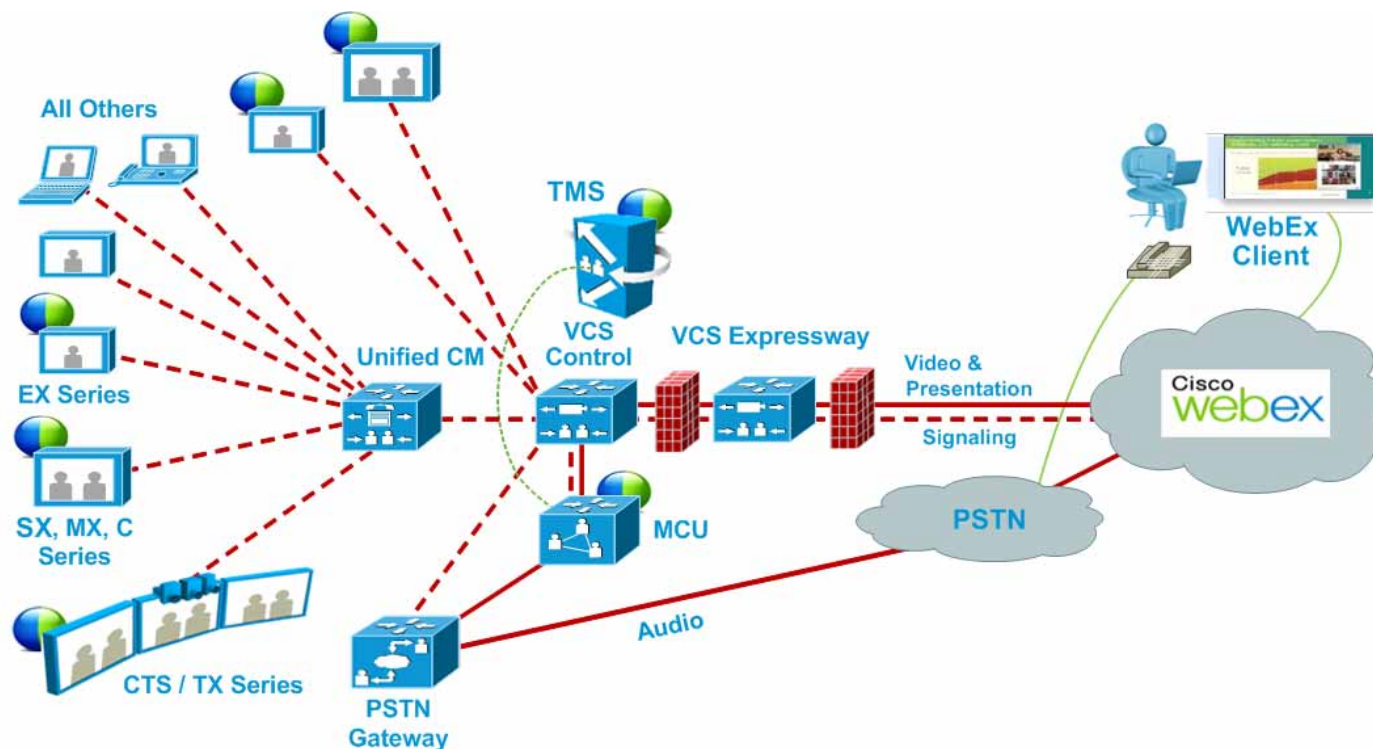 All Others
TMS
WebEx
Client
VCS
Control
VCS Expressway
Unified CM
EX Series
Video &
Presentation
Signaling
Cisco
webex
SX, MX, C
Series
MCU
PSTN
Audio
CTS / TX Series
PSTN
Gateway